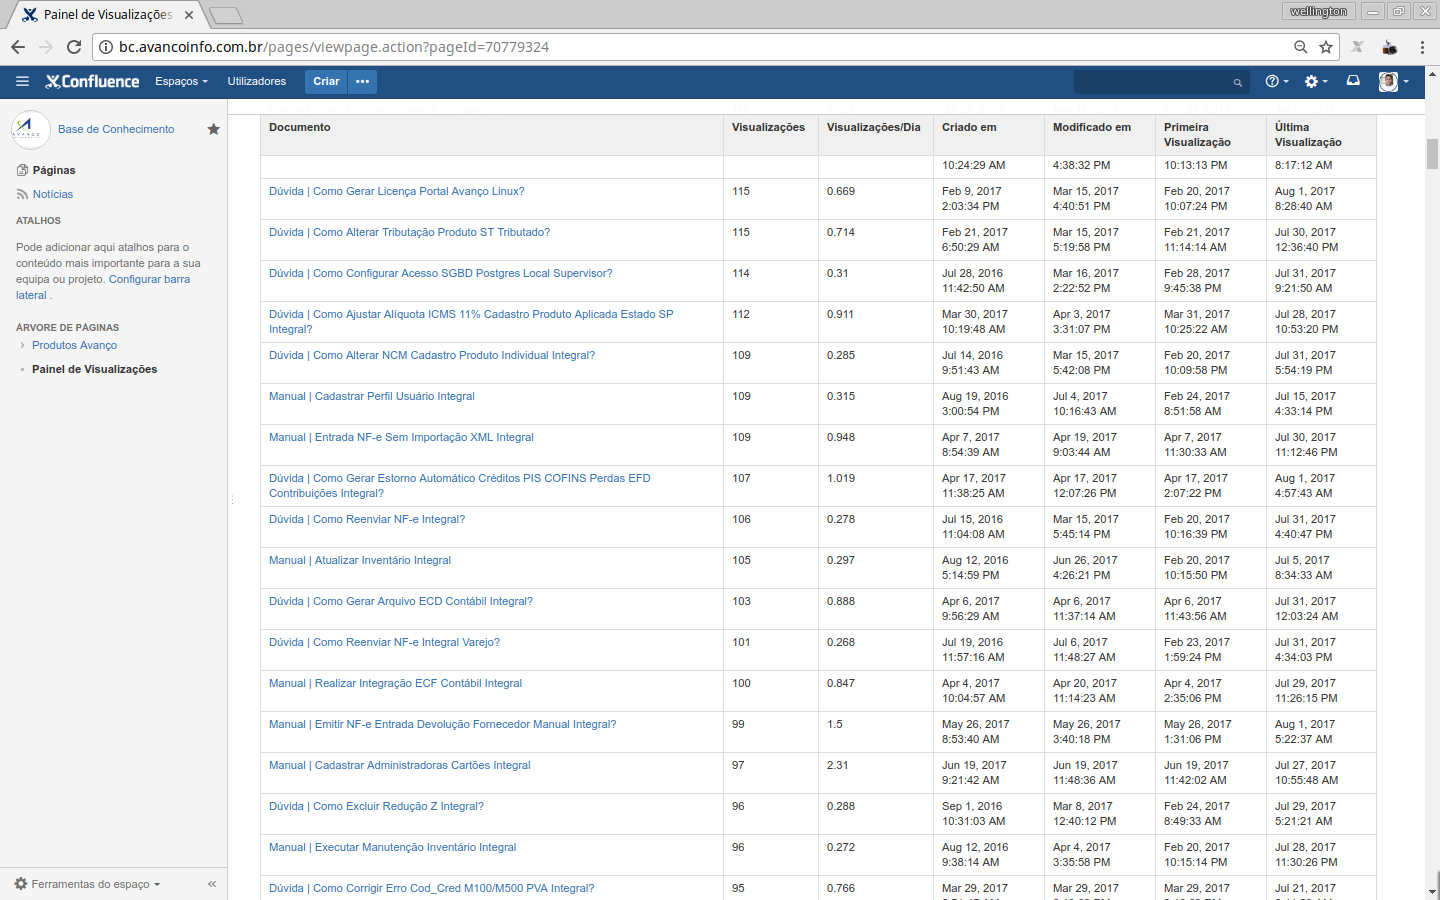 Painel de Visualizações
wellington
bc.avancoinfo.com.br/pages/viewpage.action?pageId=70779324
Confluence Espaços Utilizadores Criar •••
Base de Conhecimento
Páginas
Notícias
ATALHOS
Pode adicionar aqui atalhos para o
conteúdo mais importante para a sua
equipa ou projeto. Configurar barra
lateral .
ÁRVORE DE PÁGINAS
Produtos Avanço
Painel de Visualizações
Ferramentas do espaço
Documento Visualizações Visualizações/Dia Criado em Modificado em Primeira Última
Visualização Visualização
10:24:29 AM 4:38:32 PM 10:13:13 PM 8:17:12 AM
Dúvida | Como Gerar Licença Portal Avanço Linux? 115 0.669 Feb 9, 2017 Mar 15, 2017 Feb 20, 2017 Aug 1, 2017
2:03:34 PM 4:40:51 PM 10:07:24 PM 8:28:40 AM
Dúvida | Como Alterar Tributação Produto ST Tributado? 115 0.714 Feb 21, 2017 Mar 15, 2017 Feb 21, 2017 Jul 30, 2017
6:50:29 AM 5:19:58 PM 11:14:14 AM 12:36:40 PM
Dúvida | Como Configurar Acesso SGBD Postgres Local Supervisor? 114 0.31 Jul 28, 2016 Mar 16, 2017 Feb 28, 2017 Jul 31, 2017
11:42:50 AM 2:22:52 PM 9:45:38 PM 9:21:50 AM
Dúvida | Como Ajustar Alíquota ICMS 11% Cadastro Produto Aplicada Estado SP 112 0.911 Mar 30, 2017 Apr 3, 2017 Mar 31, 2017 Jul 28, 2017
Integral? 10:19:48 AM 3:31:07 PM 10:25:22 AM 10:53:20 PM
Dúvida | Como Alterar NCM Cadastro Produto Individual Integral? 109 0.285 Jul 14, 2016 Mar 15, 2017 Feb 20, 2017 Jul 31, 2017
9:51:43 AM 5:42:08 PM 10:09:58 PM 5:54:19 PM
Manual | Cadastrar Perfil Usuário Integral 109 0.315 Aug 19, 2016 Jul 4, 2017 Feb 24, 2017 Jul 15, 2017
3:00:54 PM 10:16:43 AM 8:51:58 AM 4:33:14 PM
Manual | Entrada NF-e Sem Importação XML Integral 109 0.948 Apr 7, 2017 Apr 19, 2017 Apr 7, 2017 Jul 30, 2017
8:54:39 AM 9:03:44 AM 11:30:33 AM 11:12:46 PM
Dúvida | Como Gerar Estorno Automático Créditos PIS COFINS Perdas EFD 107 1.019 Apr 17, 2017 Apr 17, 2017 Apr 17, 2017 Aug 1, 2017
Contribuições Integral? 11:38:25 AM 12:07:26 PM 2:07:22 PM 4:57:43 AM
Dúvida | Como Reenviar NF-e Integral? 106 0.278 Jul 15, 2016 Mar 15, 2017 Feb 20, 2017 Jul 31, 2017
11:04:08 AM 5:45:14 PM 10:16:39 PM 4:40:47 PM
Manual | Atualizar Inventário Integral 105 0.297 Aug 12, 2016 Jun 26, 2017 Feb 20, 2017 Jul 5, 2017
5:14:59 PM 4:26:21 PM 10:15:50 PM 8:34:33 AM
Dúvida | Como Gerar Arquivo ECD Contábil Integral? 103 0.888 Apr 6, 2017 Apr 6, 2017 Apr 6, 2017 Jul 31, 2017
9:56:29 AM 11:37:14 AM 11:43:56 AM 12:03:24 AM
Dúvida | Como Reenviar NF-e Integral Varejo? 101 0.268 Jul 19, 2016 Jul 6, 2017 Feb 23, 2017 Jul 31, 2017
11:57:16 AM 11:48:27 AM 1:59:24 PM 4:34:03 PM
Manual | Realizar Integração ECF Contábil Integral 100 0.847 Apr 4, 2017 Apr 20, 2017 Apr 4, 2017 Jul 29, 2017
10:04:57 AM 11:14:23 AM 2:35:06 PM 11:26:15 PM
Manual | Emitir NF-e Entrada Devolução Fornecedor Manual Integral? 99 1.5 May 26, 2017 May 26, 2017 May 26, 2017 Aug 1, 2017
8:53:40 AM 3:40:18 PM 1:31:06 PM 5:22:37 AM
Manual | Cadastrar Administradoras Cartões Integral 97 2.31 Jun 19, 2017 Jun 19, 2017 Jun 19, 2017 Jul 27, 2017
9:21:42 AM 11:48:36 AM 11:42:02 AM 10:55:48 AM
Dúvida | Como Excluir Redução Z Integral? 96 0.288 Sep 1, 2016 Mar 8, 2017 Feb 24, 2017 Jul 29, 2017
10:31:03 AM 12:40:12 PM 8:49:33 AM 5:21:21 AM
Manual | Executar Manutenção Inventário Integral 96 0.272 Aug 12, 2016 Apr 4, 2017 Feb 20, 2017 Jul 28, 2017
9:38:14 AM 3:35:58 PM 10:15:14 PM 11:30:26 PM
Dúvida | Como Corrigir Erro Cod_Cred M100/M500 PVA Integral? 95 0.766 Mar 29, 2017 Mar 29, 2017 Mar 29, 2017 Jul 21, 2017